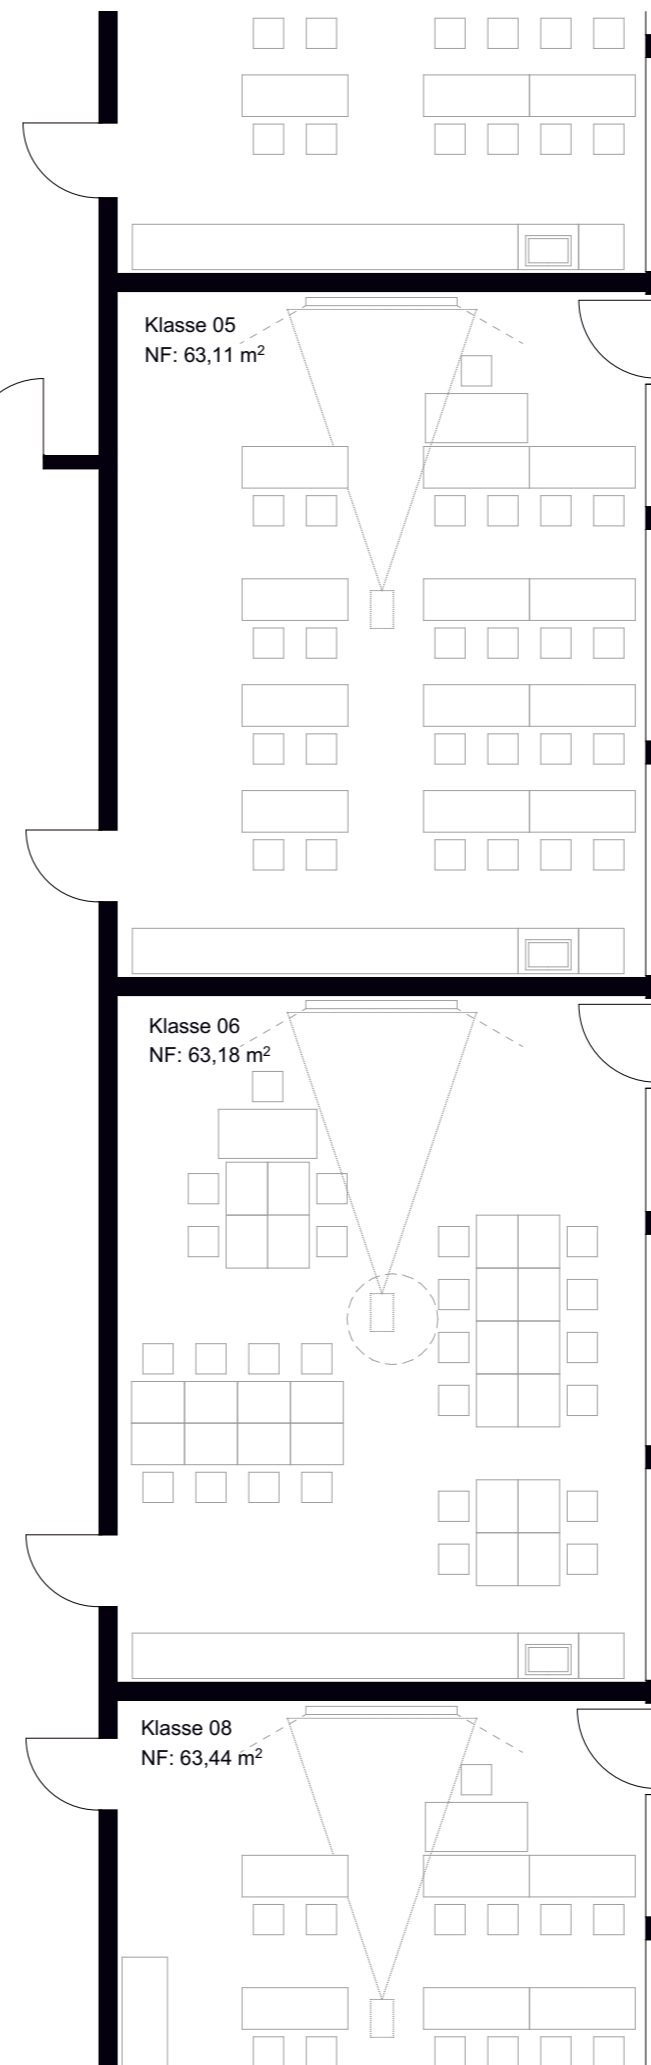 Klasse 05
NF: 63,11 m²
Klasse 06
NF: 63,18 m²
Klasse 08
NF: 63,44 m²